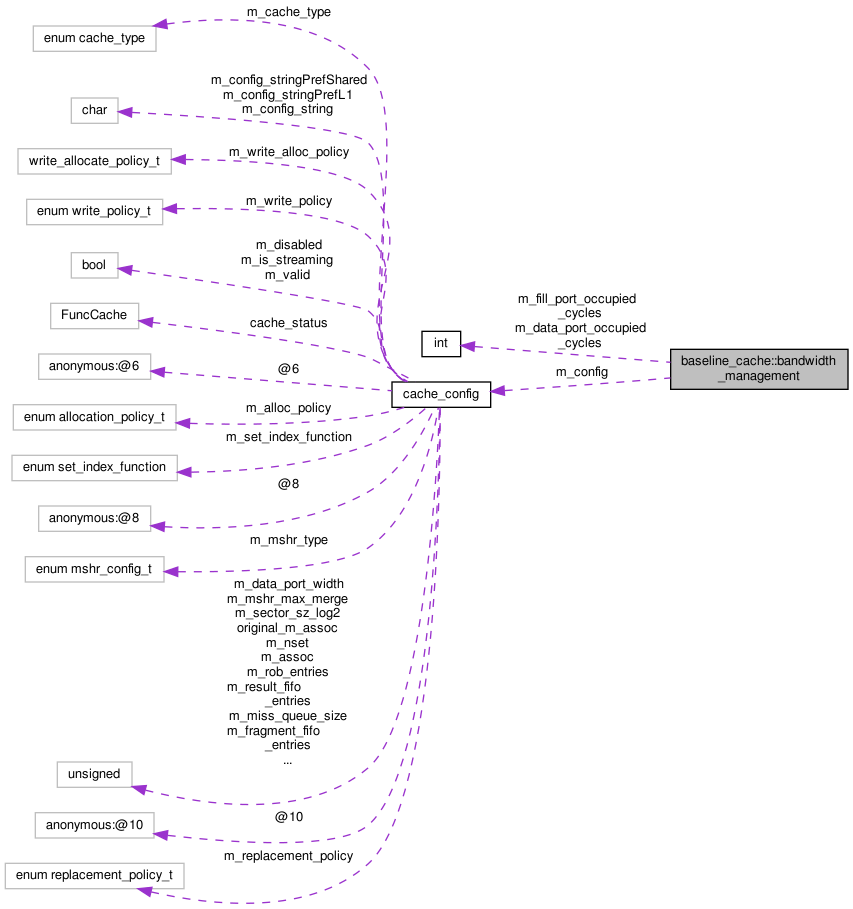 m_cache_type
enum cache_type
m_config_stringPrefShared
m_config_stringPrefL1
m_config_string
char
m_write_alloc_policy
write_allocate_policy_t
m_write_policy
enum write_policy_t
m_disabled
m_is_streaming
m_valid
bool
cache_status
FuncCache
m_fill_port_occupied
_cycles
m_data_port_occupied
_cycles
int
baseline_cache::bandwidth
_management
m_config
@6
anonymous:@6
cache_config
m_alloc_policy
enum allocation_policy_t
m_set_index_function
enum set_index_function
@8
anonymous:@8
m_mshr_type
enum mshr_config_t
m_data_port_width
m_mshr_max_merge
m_sector_sz_log2
original_m_assoc
m_nset
m_assoc
m_rob_entries
m_result_fifo
_entries
m_miss_queue_size
m_fragment_fifo
_entries
...
unsigned
@10
anonymous:@10
m_replacement_policy
enum replacement_policy_t